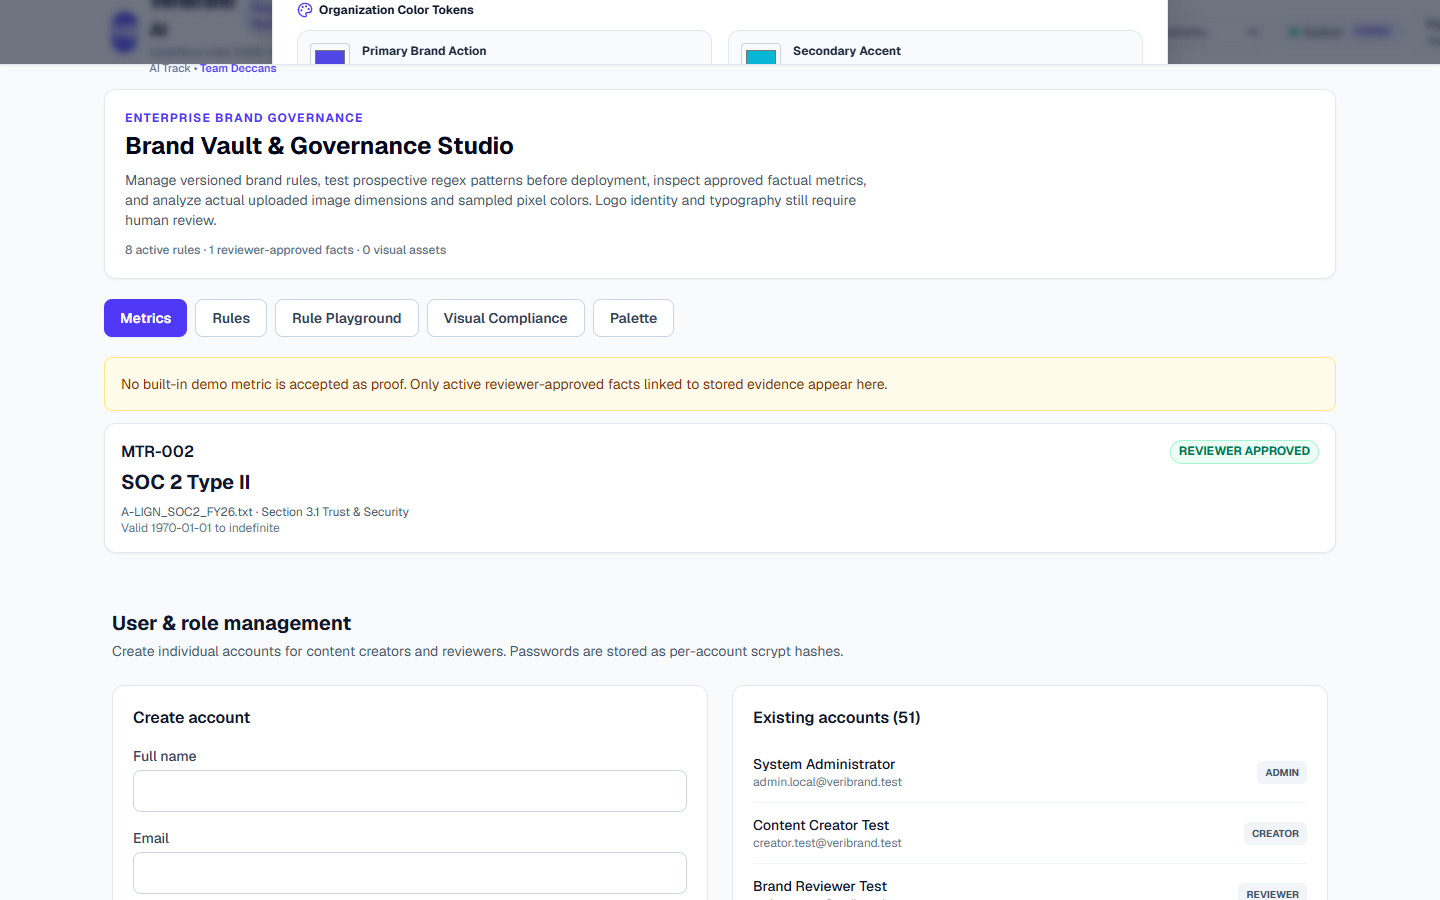 Organization Color Tokens
Primary Brand Action
Secondary Accent
AI
AI Track • Team Deccans
ENTERPRISE BRAND GOVERNANCE
Brand Vault & Governance Studio
Manage versioned brand rules, test prospective regex patterns before deployment, inspect approved factual metrics,
and analyze actual uploaded image dimensions and sampled pixel colors. Logo identity and typography still require
human review.
8 active rules · 1 reviewer-approved facts · 0 visual assets
Metrics
Rules
Rule Playground
Visual Compliance
Palette
No built-in demo metric is accepted as proof. Only active reviewer-approved facts linked to stored evidence appear here.
MTR-002
REVIEWER APPROVED
SOC 2 Type II
A-LIGN_SOC2_FY26.txt · Section 3.1 Trust & Security
Valid 1970-01-01 to indefinite
User & role management
Create individual accounts for content creators and reviewers. Passwords are stored as per-account scrypt hashes.
Create account
Full name
Email
Existing accounts (51)
System Administrator
admin.local@veribrand.test
ADMIN
Content Creator Test
creator.test@veribrand.test
CREATOR
Brand Reviewer Test
REVIEWER